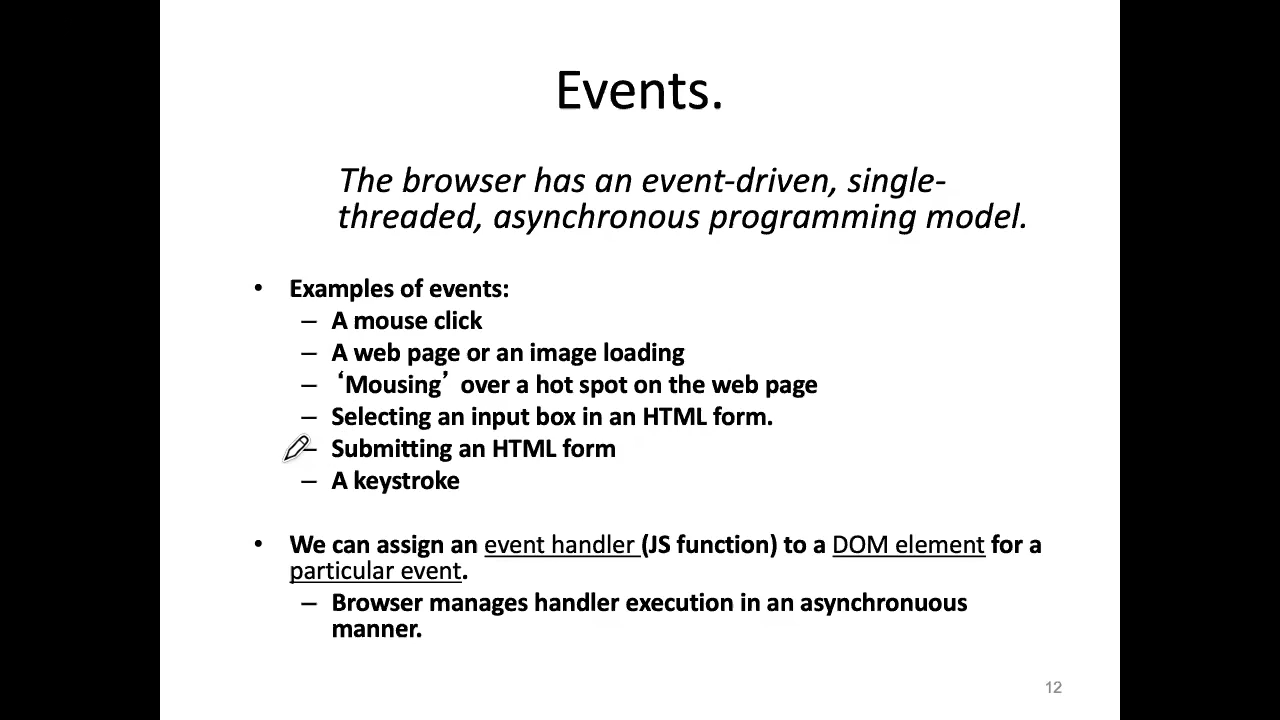 Events.
The browser has an event-driven, single-
threaded, asynchronous programming model.
• Examples of events:
– A mouse click
– A web page or an image loading
– ‘Mousing’ over a hot spot on the web page
– Selecting an input box in an HTML form.
– Submitting an HTML form
– A keystroke
• We can assign an event handler (JS function) to a DOM element for a
particular event.
– Browser manages handler execution in an asynchronuous
manner.
12